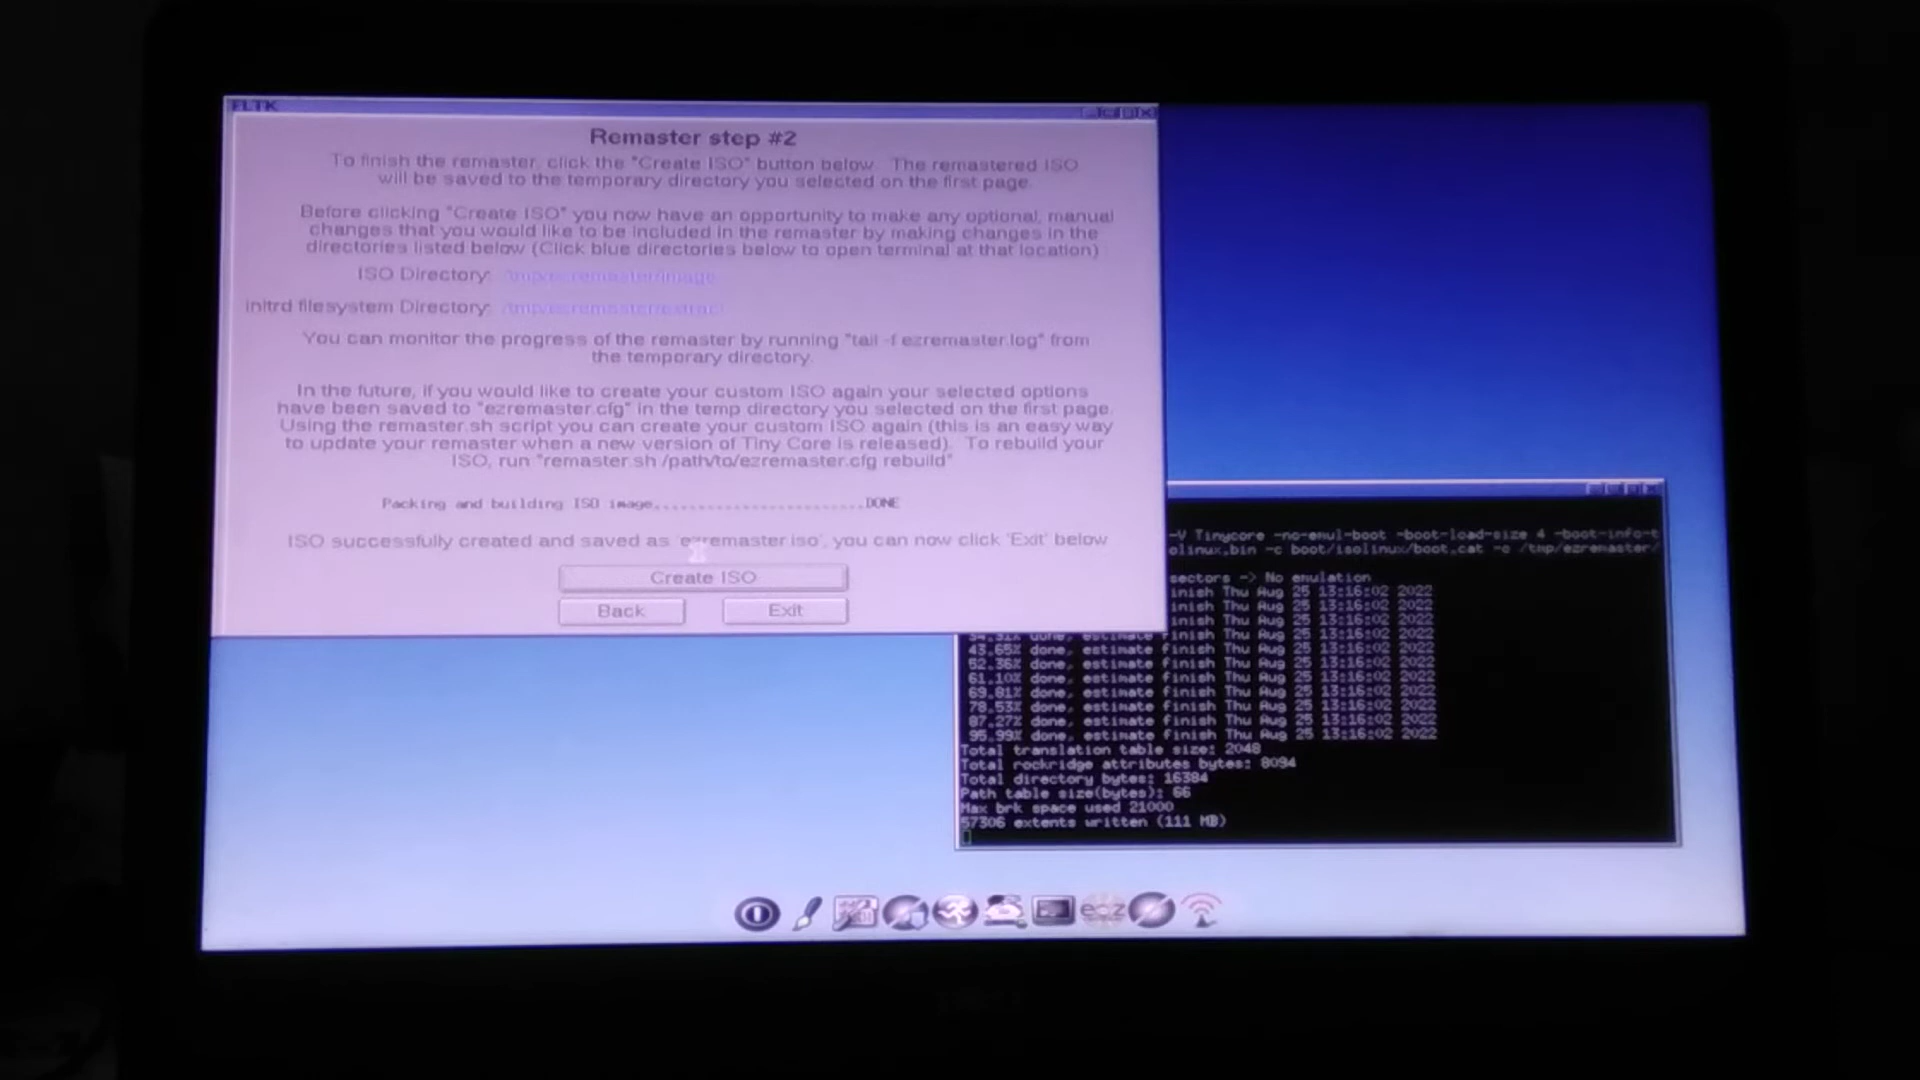 FLTK
Remaster step #2
To finish the remaster, click the "Create ISO" button below. The remastered ISO
will be saved to the temporary directory you selected on the first page.
Before clicking "Create ISO" you now have an opportunity to make any optional, manual
changes that you would like to be included in the remaster by making changes in the
directories listed below (Click blue directories below to open terminal at that location)
ISO Directory: /tmp/ezremaster/image
initrd filesystem Directory: /tmp/ezremaster/extract
You can monitor the progress of the remaster by running "tail -f ezremaster.log" from
the temporary directory.
In the future, if you would like to create your custom ISO again your selected options
have been saved to "ezremaster.cfg" in the temp directory you selected on the first page.
Using the remaster.sh script you can create your custom ISO again (this is an easy way
to update your remaster when a new version of Tiny Core is released). To rebuild your
ISO, run "remaster.sh /path/to/ezremaster.cfg rebuild"
Packing and building ISO image........................DONE
ISO successfully created and saved as 'ezremaster.iso', you can now click 'Exit' below
Create ISO
Back Exit
-V Tinycore -no-emul-boot -boot-load-size 4 -boot-info-t
olinux.bin -c boot/isolinux/boot.cat -o /tmp/ezremaster/
sectors -> No emulation
inish Thu Aug 25 13:16:02 2022
inish Thu Aug 25 13:16:02 2022
inish Thu Aug 25 13:16:02 2022
34.91% done, estimate finish Thu Aug 25 13:16:02 2022
43.65% done, estimate finish Thu Aug 25 13:16:02 2022
52.36% done, estimate finish Thu Aug 25 13:16:02 2022
61.10% done, estimate finish Thu Aug 25 13:16:02 2022
69.81% done, estimate finish Thu Aug 25 13:16:02 2022
78.53% done, estimate finish Thu Aug 25 13:16:02 2022
87.27% done, estimate finish Thu Aug 25 13:16:02 2022
95.99% done, estimate finish Thu Aug 25 13:16:02 2022
Total translation table size: 2048
Total rockridge attributes bytes: 8094
Total directory bytes: 16384
Path table size(bytes): 66
Max brk space used 21000
57306 extents written (111 MB)